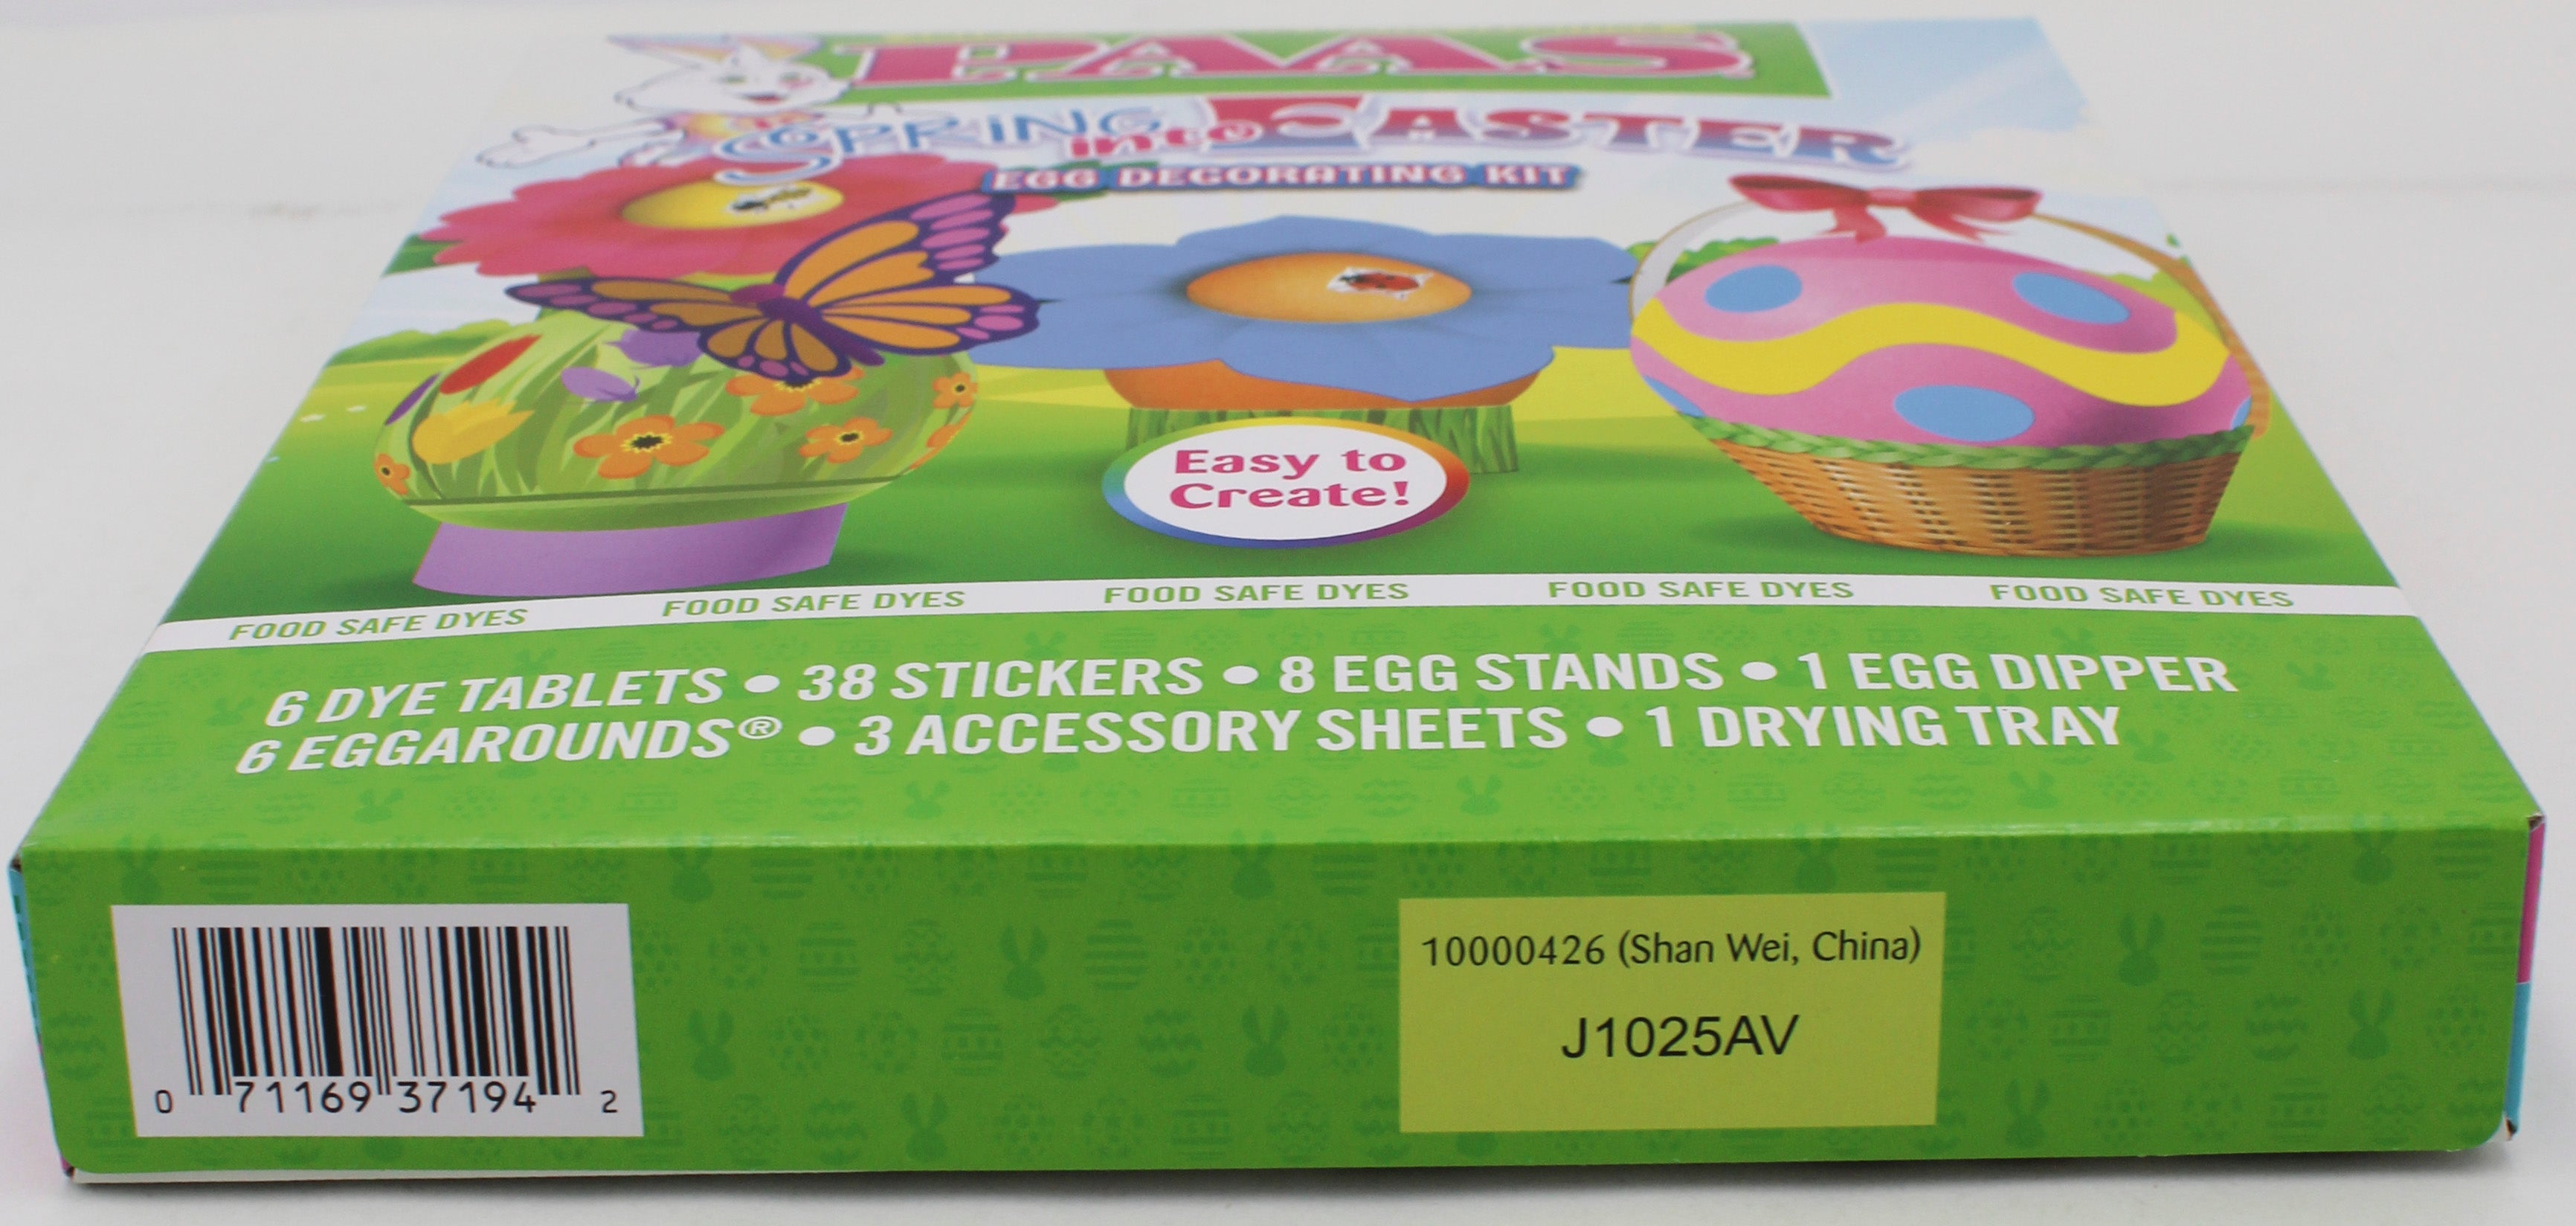 PAAS
SPRING into EASTER
EGG DECORATING KIT
Easy to
Create!
FOOD SAFE DYES FOOD SAFE DYES FOOD SAFE DYES FOOD SAFE DYES FOOD SAFE DYES
6 DYE TABLETS • 38 STICKERS • 8 EGG STANDS • 1 EGG DIPPER
6 EGGAROUNDS® • 3 ACCESSORY SHEETS • 1 DRYING TRAY
10000426 (Shan Wei, China)
J1025AV
0 71169 37194 2